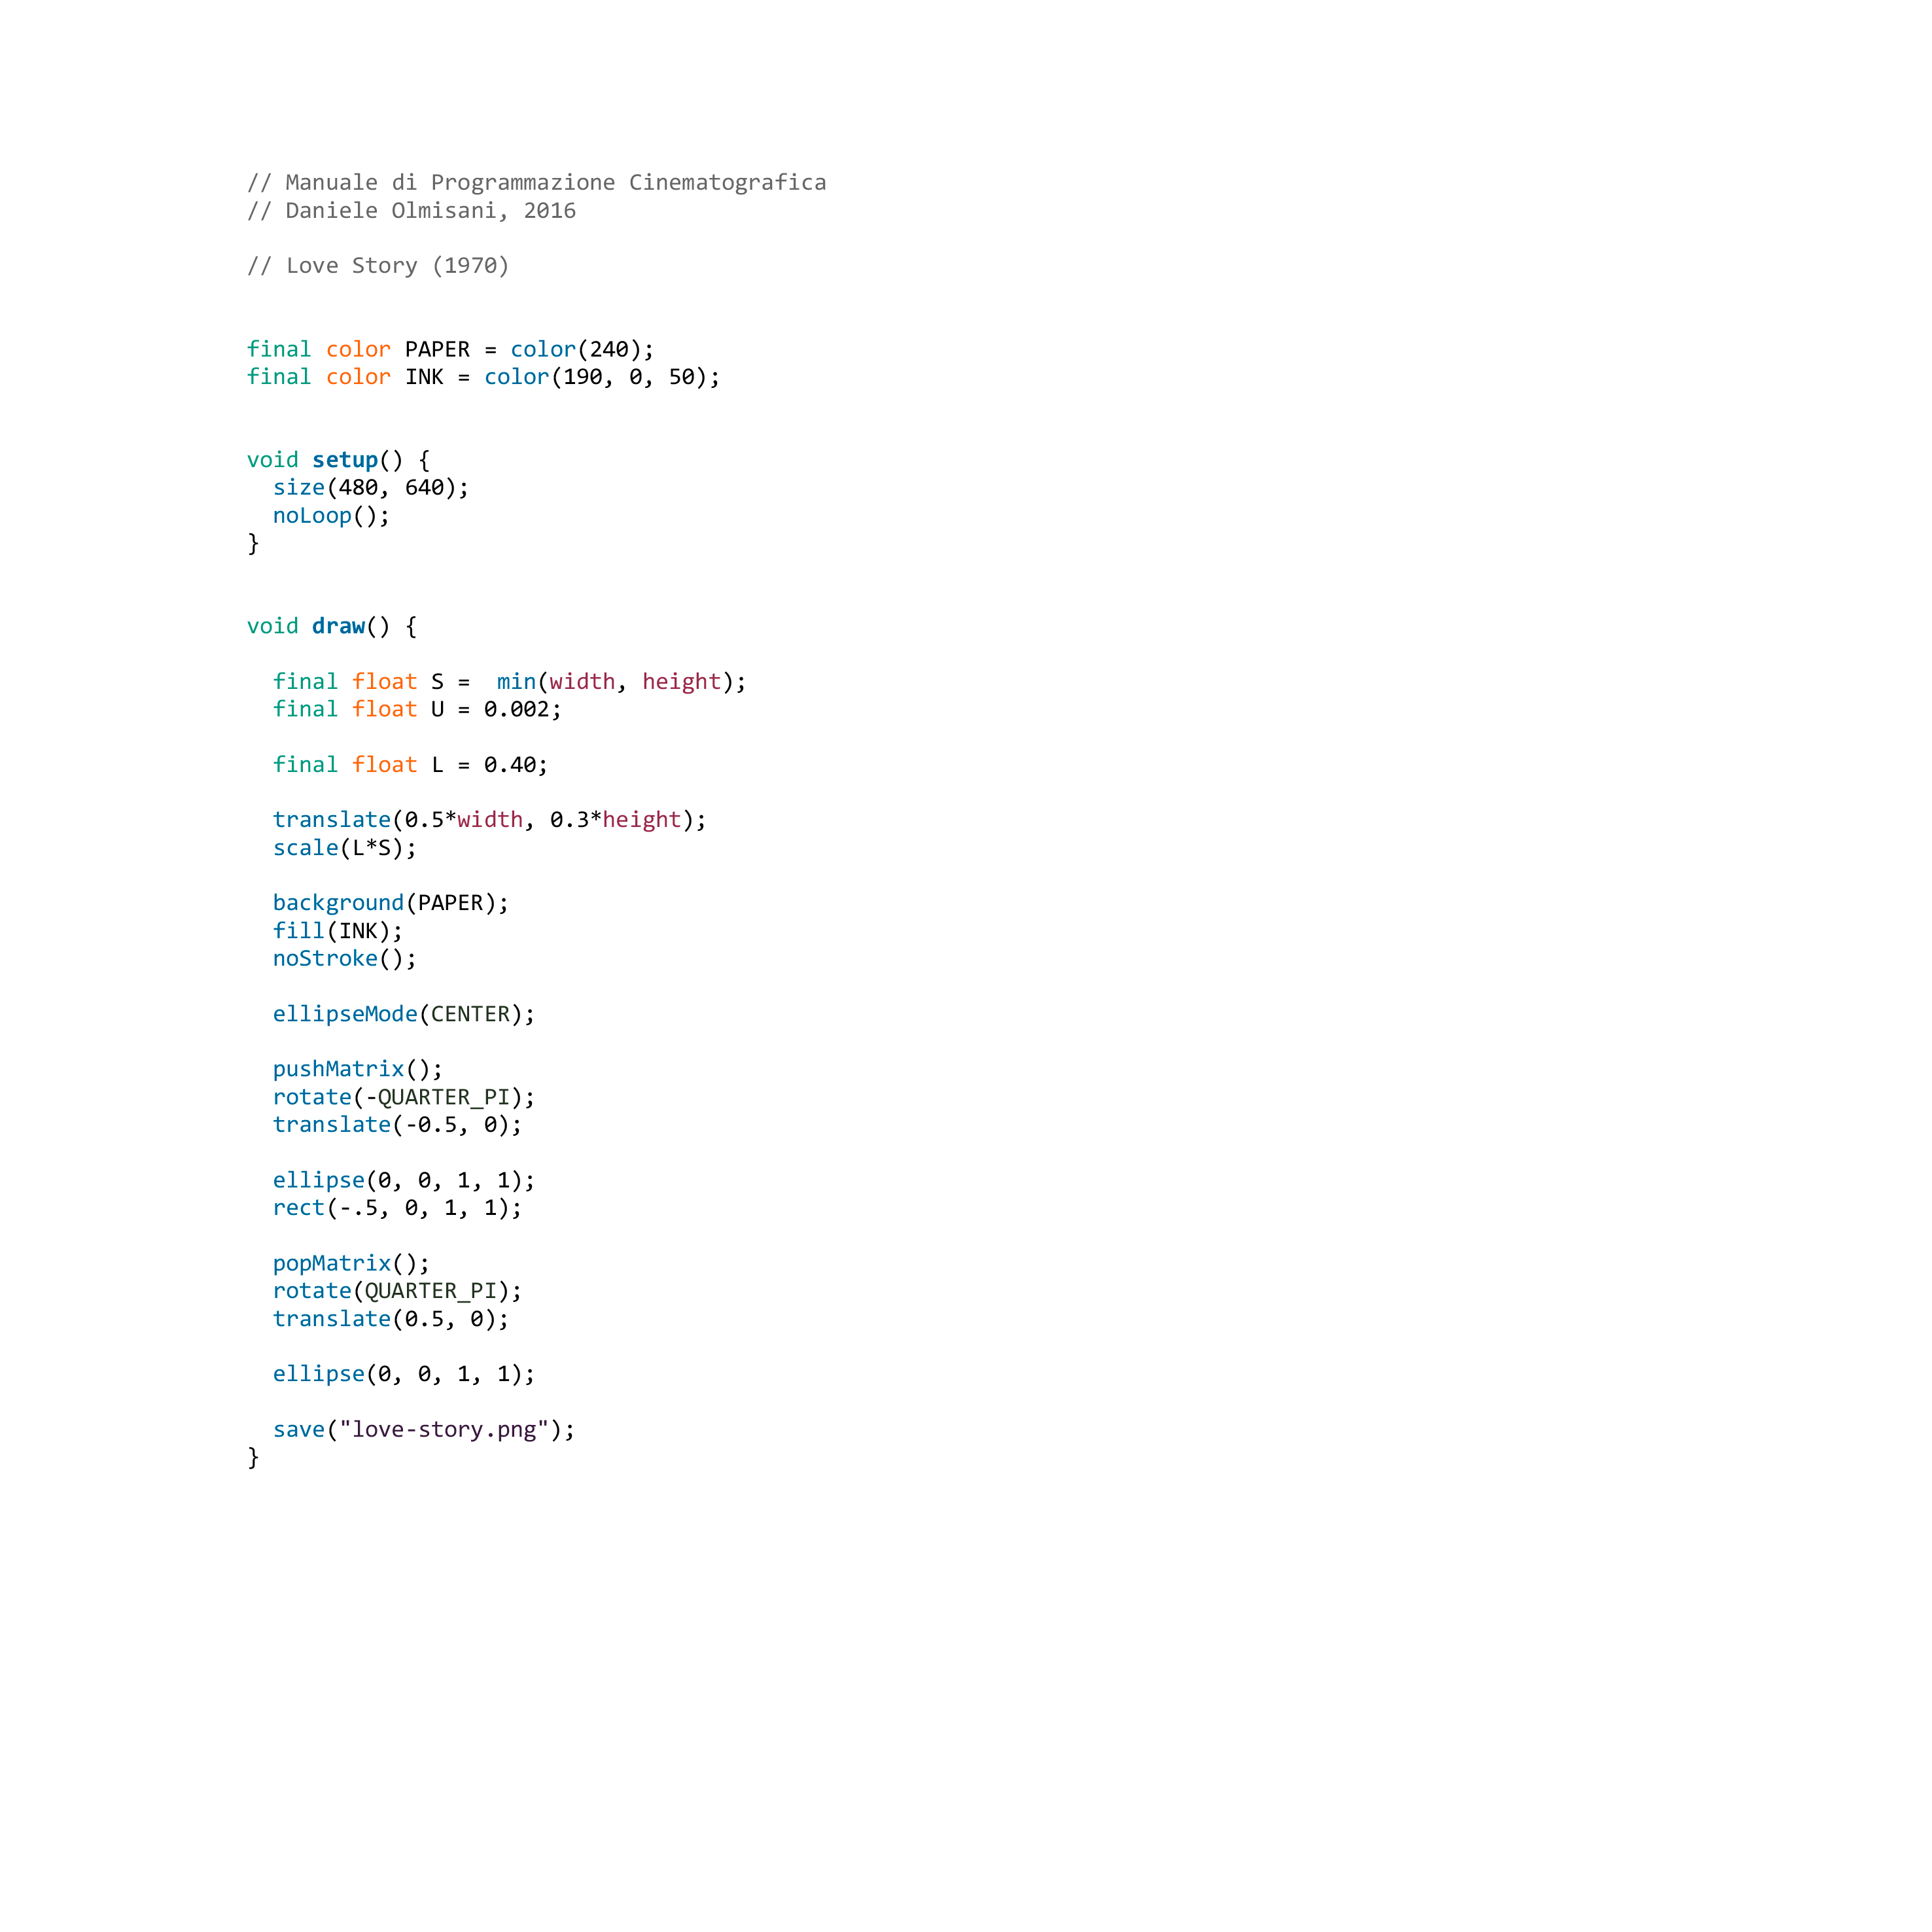 // Manuale di Programmazione Cinematografica
// Daniele Olmisani, 2016

// Love Story (1970)


final color PAPER = color(240);
final color INK = color(190, 0, 50);


void setup() {
  size(480, 640);
  noLoop();
}


void draw() {

  final float S =  min(width, height);
  final float U = 0.002;

  final float L = 0.40;

  translate(0.5*width, 0.3*height);
  scale(L*S);

  background(PAPER);
  fill(INK);
  noStroke();

  ellipseMode(CENTER);

  pushMatrix();
  rotate(-QUARTER_PI);
  translate(-0.5, 0);

  ellipse(0, 0, 1, 1);
  rect(-.5, 0, 1, 1);

  popMatrix();
  rotate(QUARTER_PI);
  translate(0.5, 0);

  ellipse(0, 0, 1, 1);

  save("love-story.png");
}